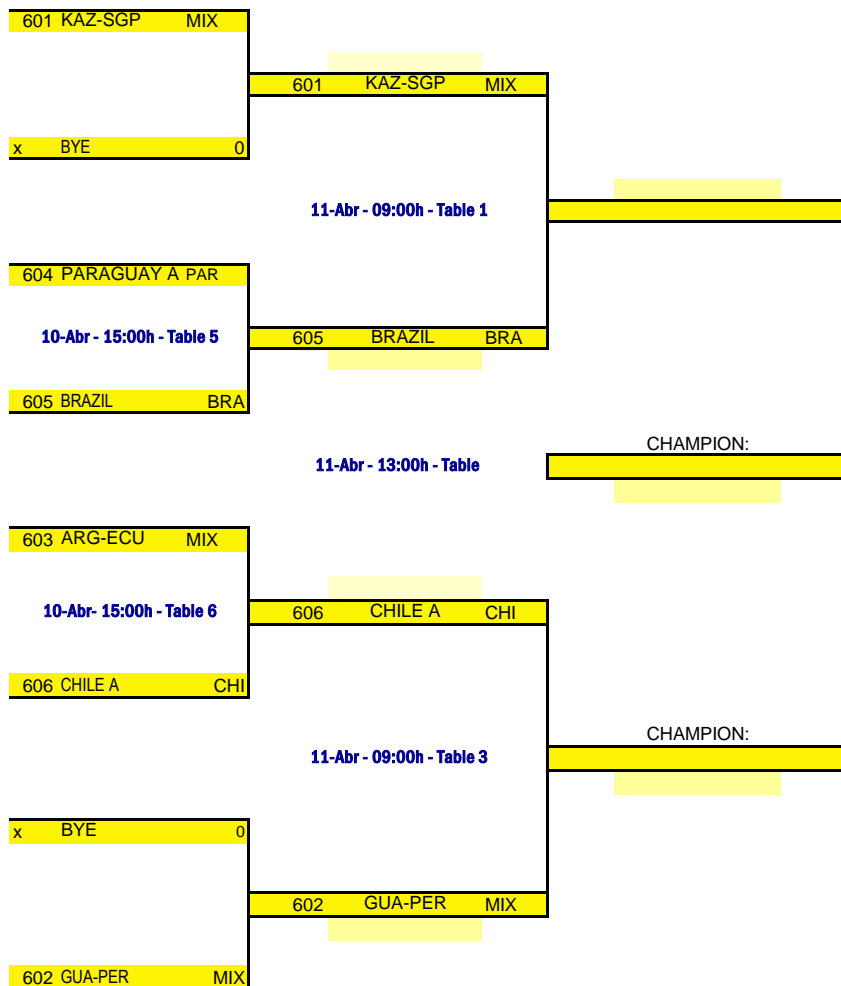 601 KAZ-SGP MIX
601 KAZ-SGP MIX
x BYE 0
11-Abr - 09:00h - Table 1
604 PARAGUAY A PAR
10-Abr - 15:00h - Table 5
605 BRAZIL BRA
605 BRAZIL BRA
CHAMPION:
11-Abr - 13:00h - Table
603 ARG-ECU MIX
10-Abr- 15:00h - Table 6
606 CHILE A CHI
606 CHILE A CHI
CHAMPION:
11-Abr - 09:00h - Table 3
x BYE 0
602 GUA-PER MIX
602 GUA-PER MIX